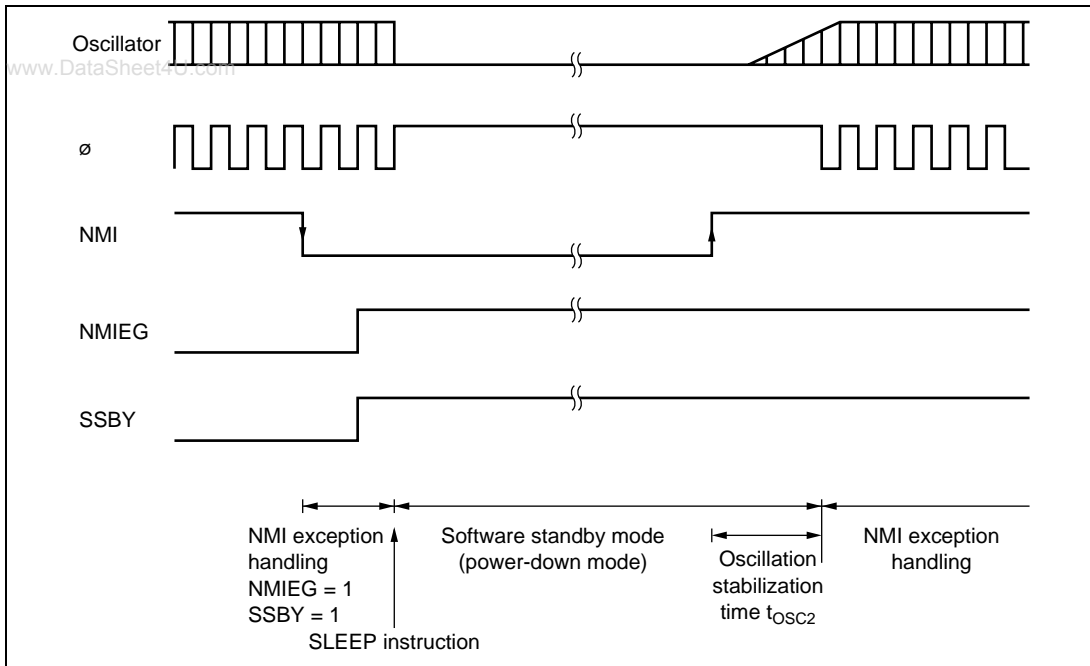 Oscillator
www.DataSheet4U.com
ø
NMI
NMIEG
SSBY
NMI exception
handling
NMIEG = 1
SSBY = 1
SLEEP instruction
Software standby mode
(power-down mode)
Oscillation
stabilization
time tOSC2
NMI exception
handling